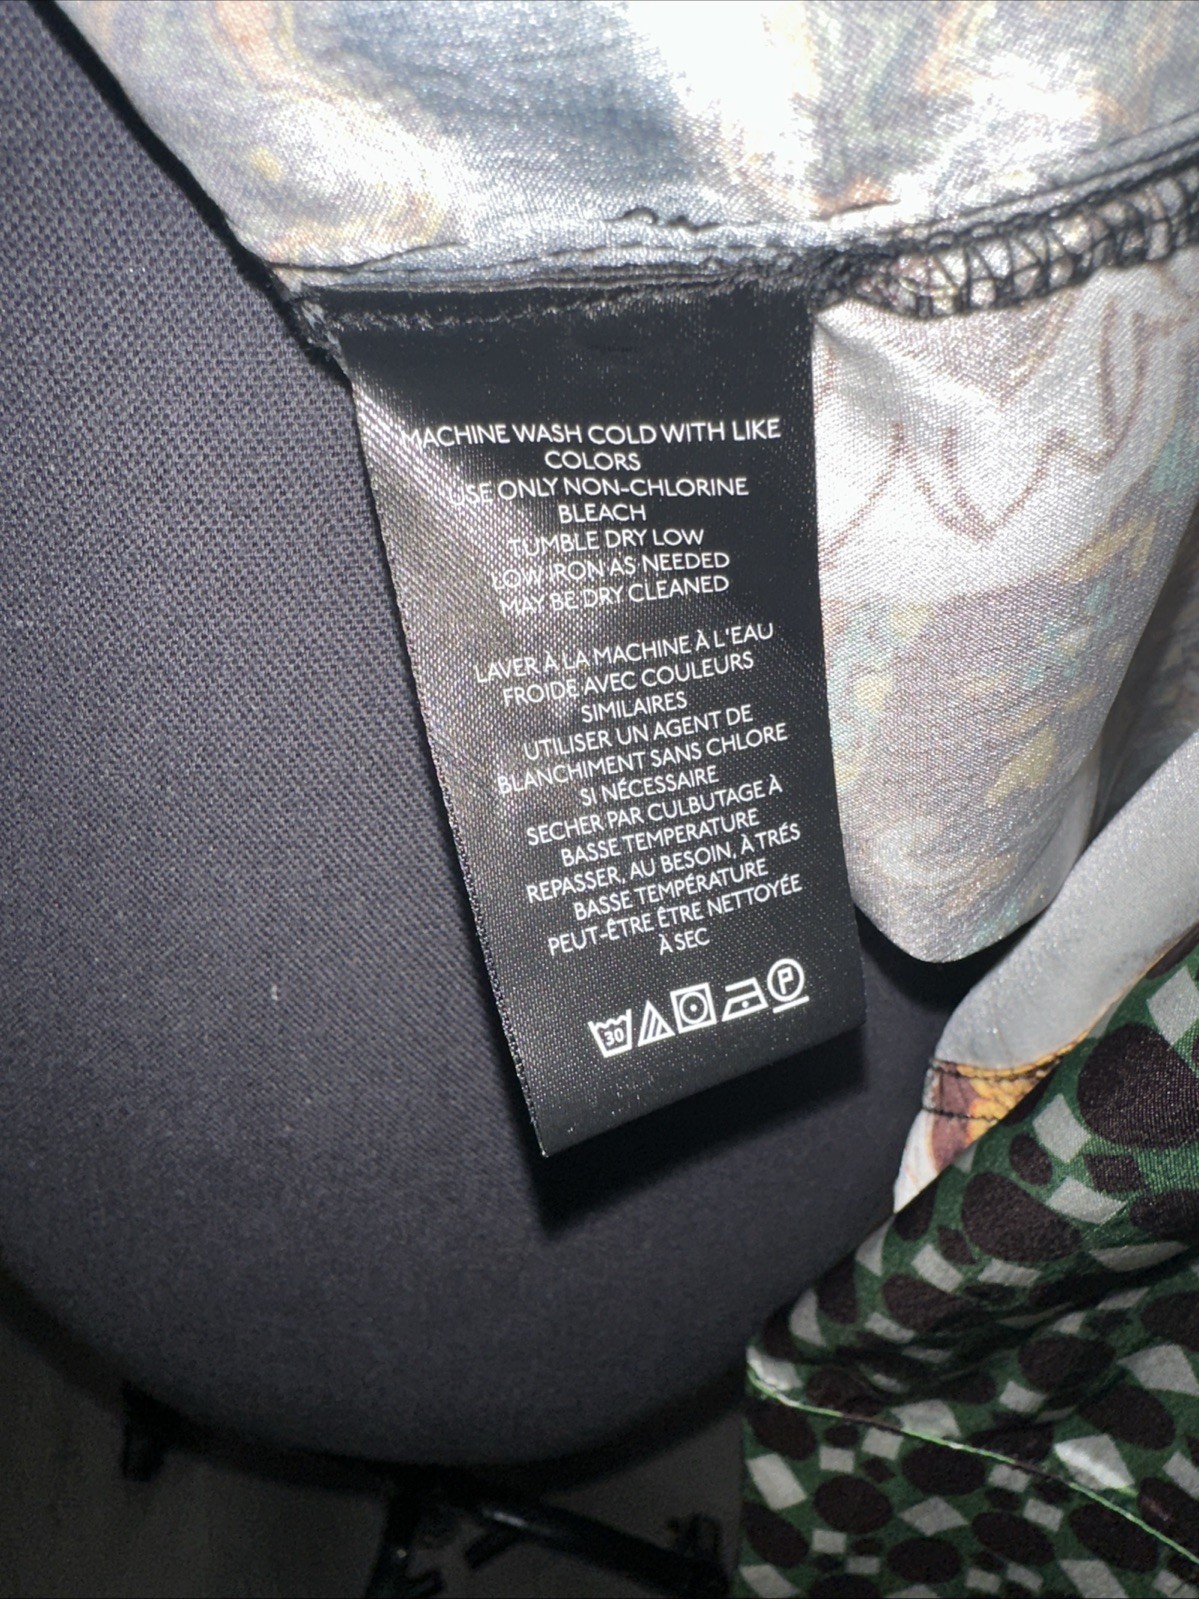 MACHINE WASH COLD WITH LIKE
COLORS
USE ONLY NON-CHLORINE
BLEACH
TUMBLE DRY LOW
LOW IRON AS NEEDED
MAY BE DRY CLEANED
LAVER À LA MACHINE À L'EAU
FROIDE AVEC COULEURS
SIMILAIRES
UTILISER UN AGENT DE
BLANCHIMENT SANS CHLORE
SI NÉCESSAIRE
SECHER PAR CULBUTAGE À
BASSE TEMPERATURE
REPASSER, AU BESOIN, À TRÉS
BASSE TEMPÉRATURE
PEUT-ÊTRE ÊTRE NETTOYÉE
À SEC
30 P